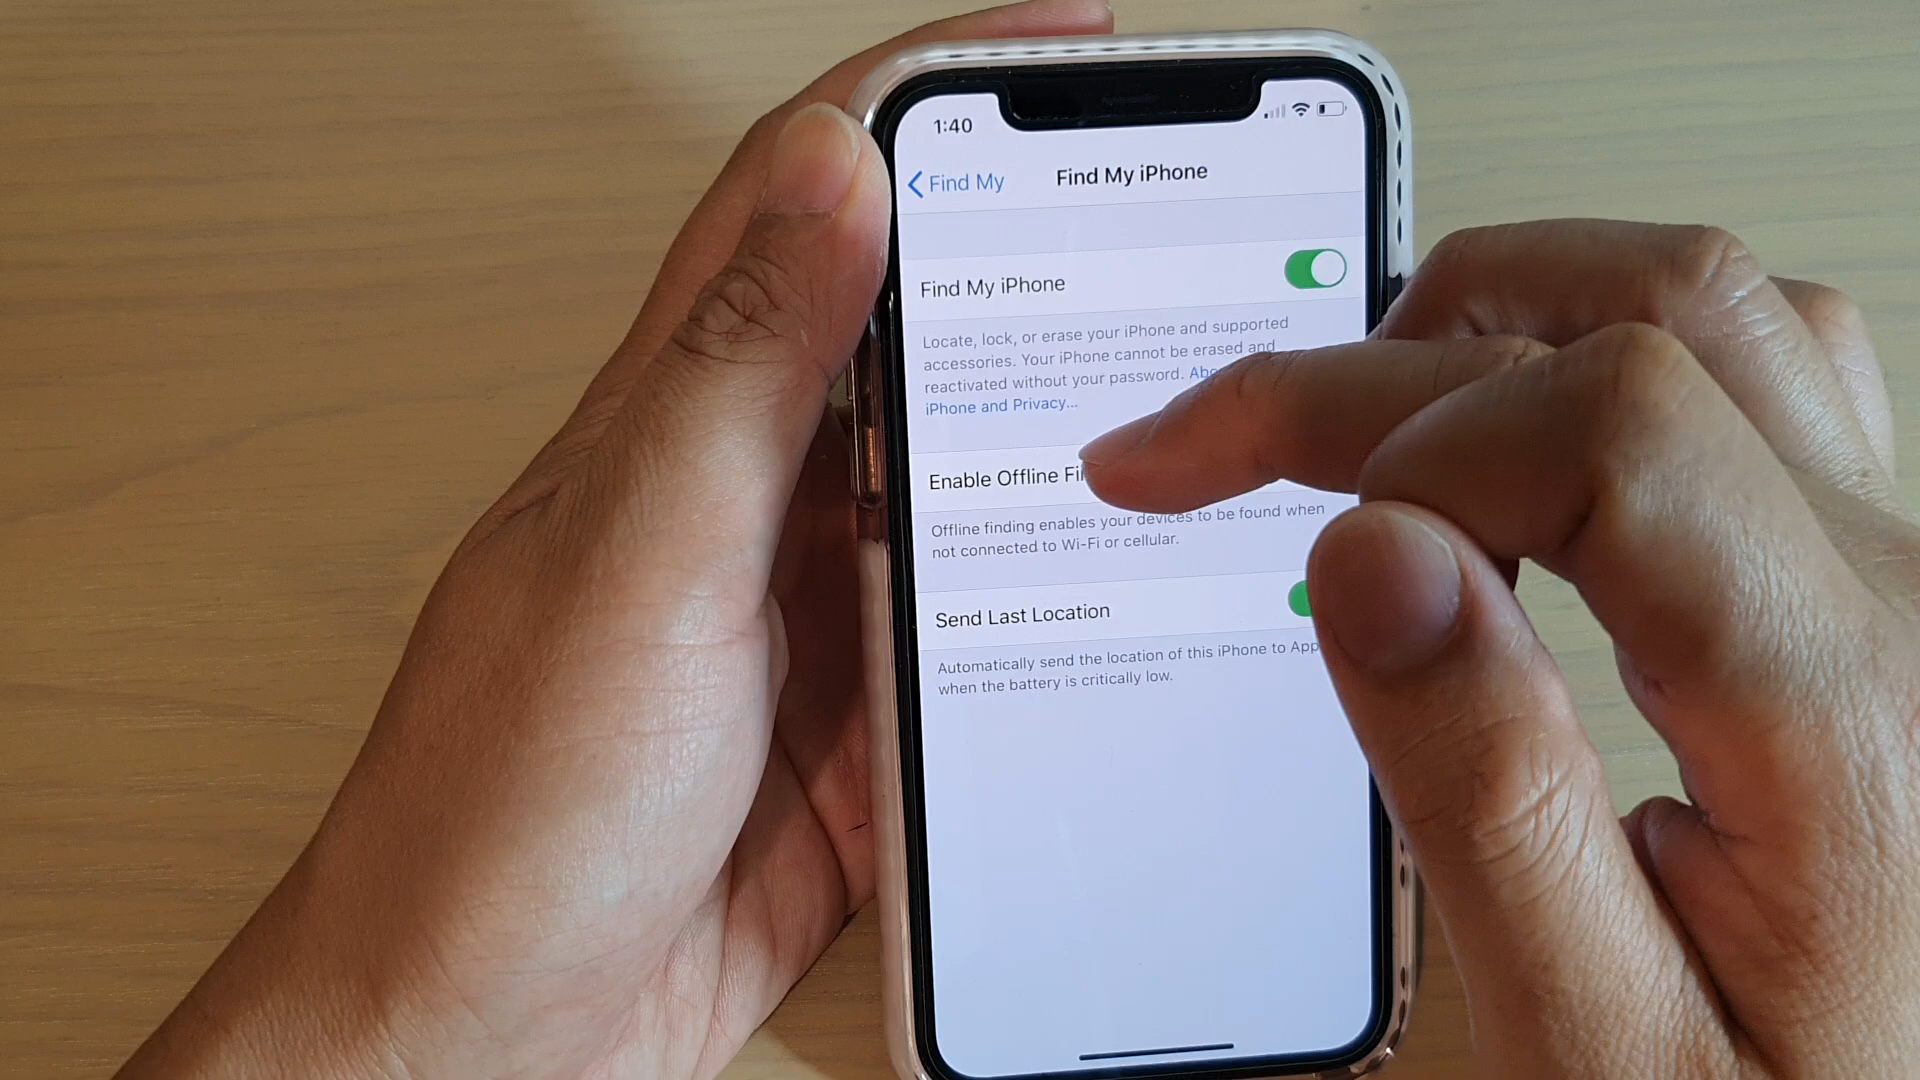 1:40
Find My
Find My iPhone
Find My iPhone
Locate, lock, or erase your iPhone and supported
accessories. Your iPhone cannot be erased and
reactivated without your password.
iPhone and Privacy...
Enable Offline
Offline finding enables your devices to be found when
not connected to Wi-Fi or cellular.
Send Last Location
Automatically send the location of this iPhone to
when the battery is critically low.